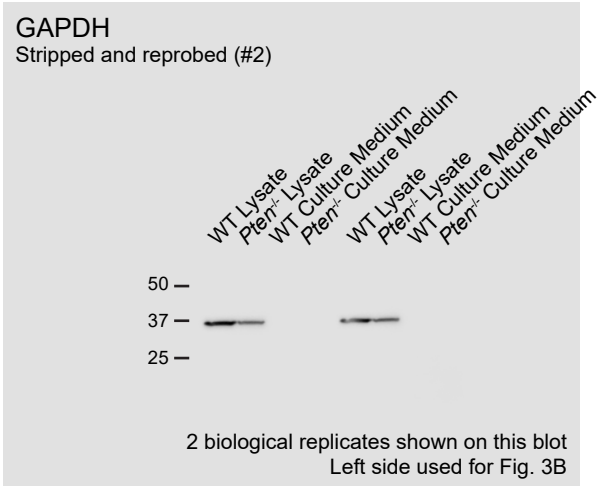 GAPDH
Stripped and reprobed (#2)
WT Lysate
Pten-/- Lysate
WT Culture Medium
Pten-/- Culture Medium
WT Lysate
Pten-/- Lysate
WT Culture Medium
Pten-/- Culture Medium
50
37
25
2 biological replicates shown on this blot
Left side used for Fig. 3B